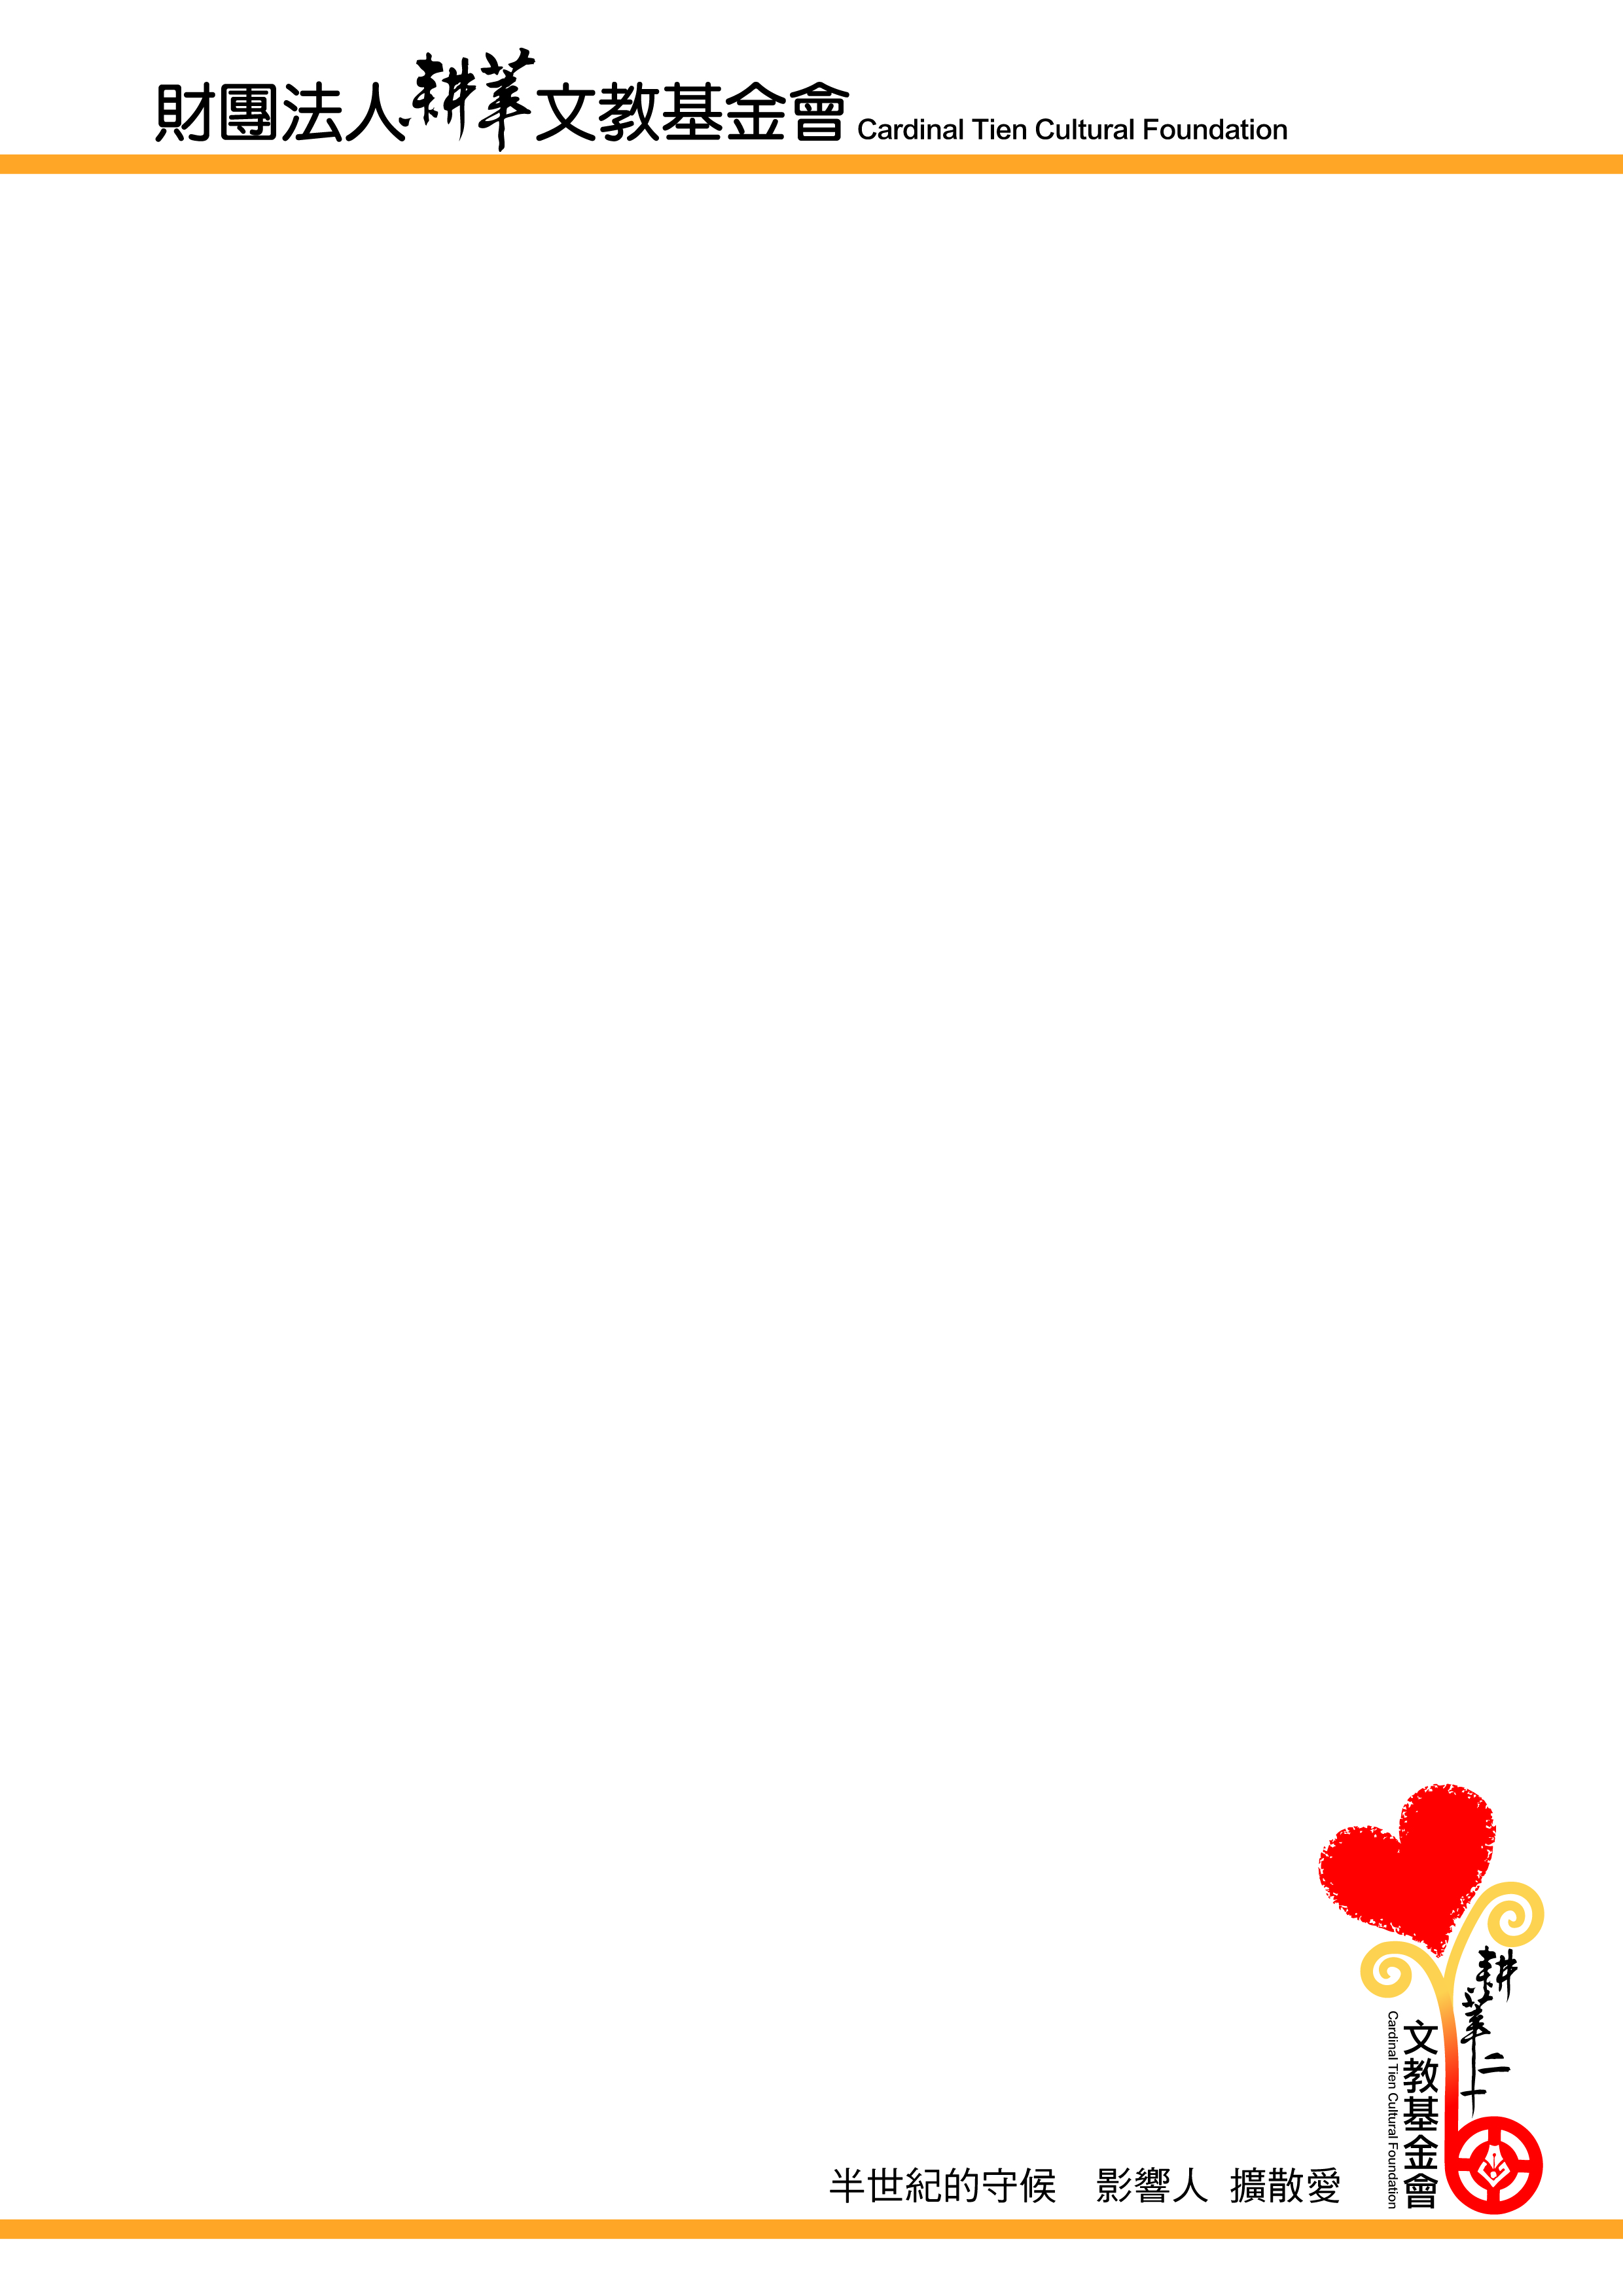 財團法人耕莘文教基金會 Cardinal Tien Cultural Foundation
耕莘二十
文教基金會
Cardinal Tien Cultural Foundation
半世紀的守候 影響人 擴散愛